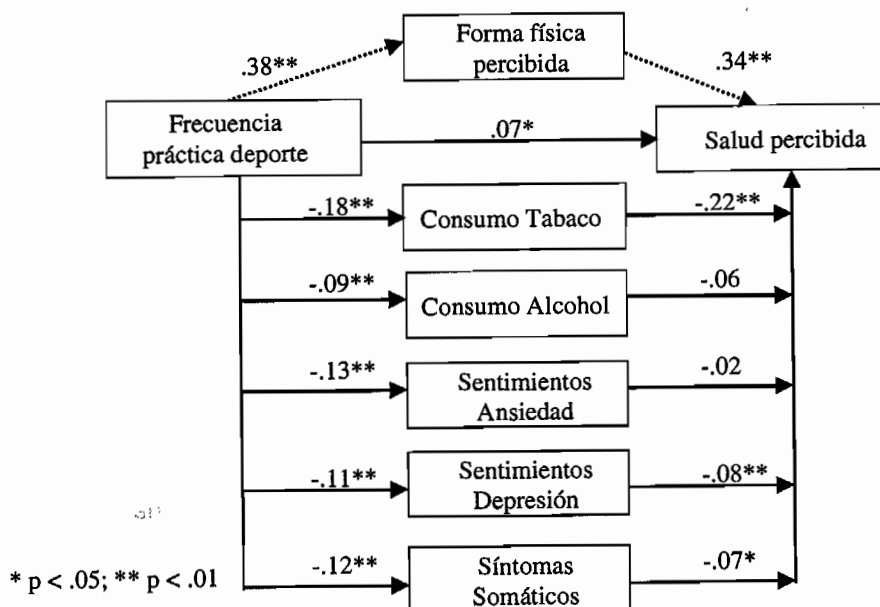 Forma física
percibida
.38**
.34**
Frecuencia
práctica deporte
.07*
Salud percibida
-.18**
Consumo Tabaco
-.22**
-.09**
Consumo Alcohol
-.06
-.13**
Sentimientos
Ansiedad
-.02
-.11**
Sentimientos
Depresión
-.08**
-.12**
Síntomas
Somáticos
-.07*
* p < .05; ** p < .01